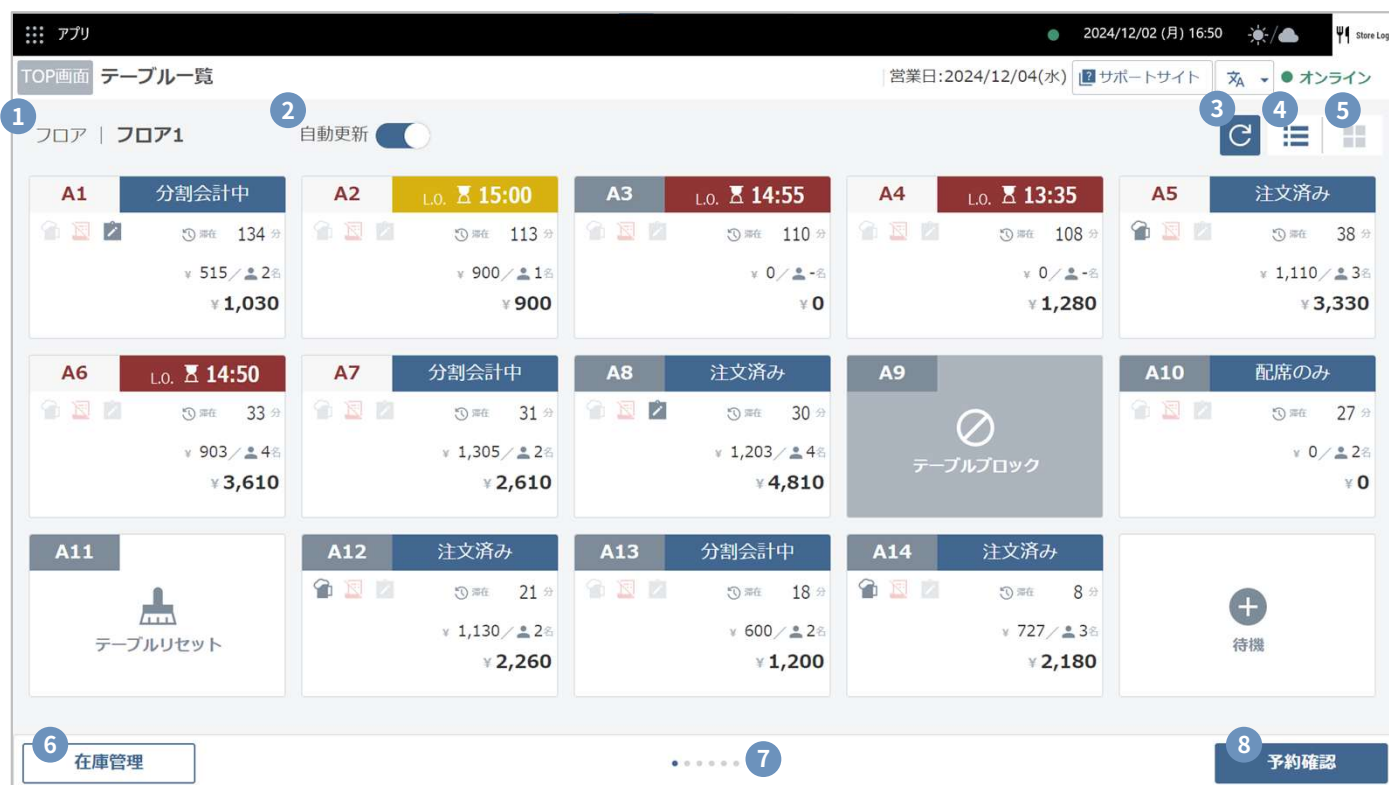 アプリ 2024/12/02 (月) 16:50 / Store Log
TOP画面 テーブル一覧 営業日:2024/12/04(水) サポートサイト オンライン
1 2 3 4 5
フロア | フロア1 自動更新
A1 分割会計中 A2 L.O. 15:00 A3 L.O. 14:55 A4 L.O. 13:35 A5 注文済み
滞在 134 分 滞在 113 分 滞在 110 分 滞在 108 分 滞在 38 分
¥ 515/2名 ¥ 900/1名 ¥ 0/-名 ¥ 0/-名 ¥ 1,110/3名
¥1,030 ¥900 ¥0 ¥1,280 ¥3,330
A6 L.O. 14:50 A7 分割会計中 A8 注文済み A9 A10 配席のみ
滞在 33 分 滞在 31 分 滞在 30 分 滞在 27 分
¥ 903/4名 ¥ 1,305/2名 ¥ 1,203/4名 テーブルブロック ¥ 0/2名
¥3,610 ¥2,610 ¥4,810 ¥0
A11 A12 注文済み A13 分割会計中 A14 注文済み
滞在 21 分 滞在 18 分 滞在 8 分
テーブルリセット ¥ 1,130/2名 ¥ 600/2名 ¥ 727/3名 待機
¥2,260 ¥1,200 ¥2,180
6 在庫管理 7 8 予約確認